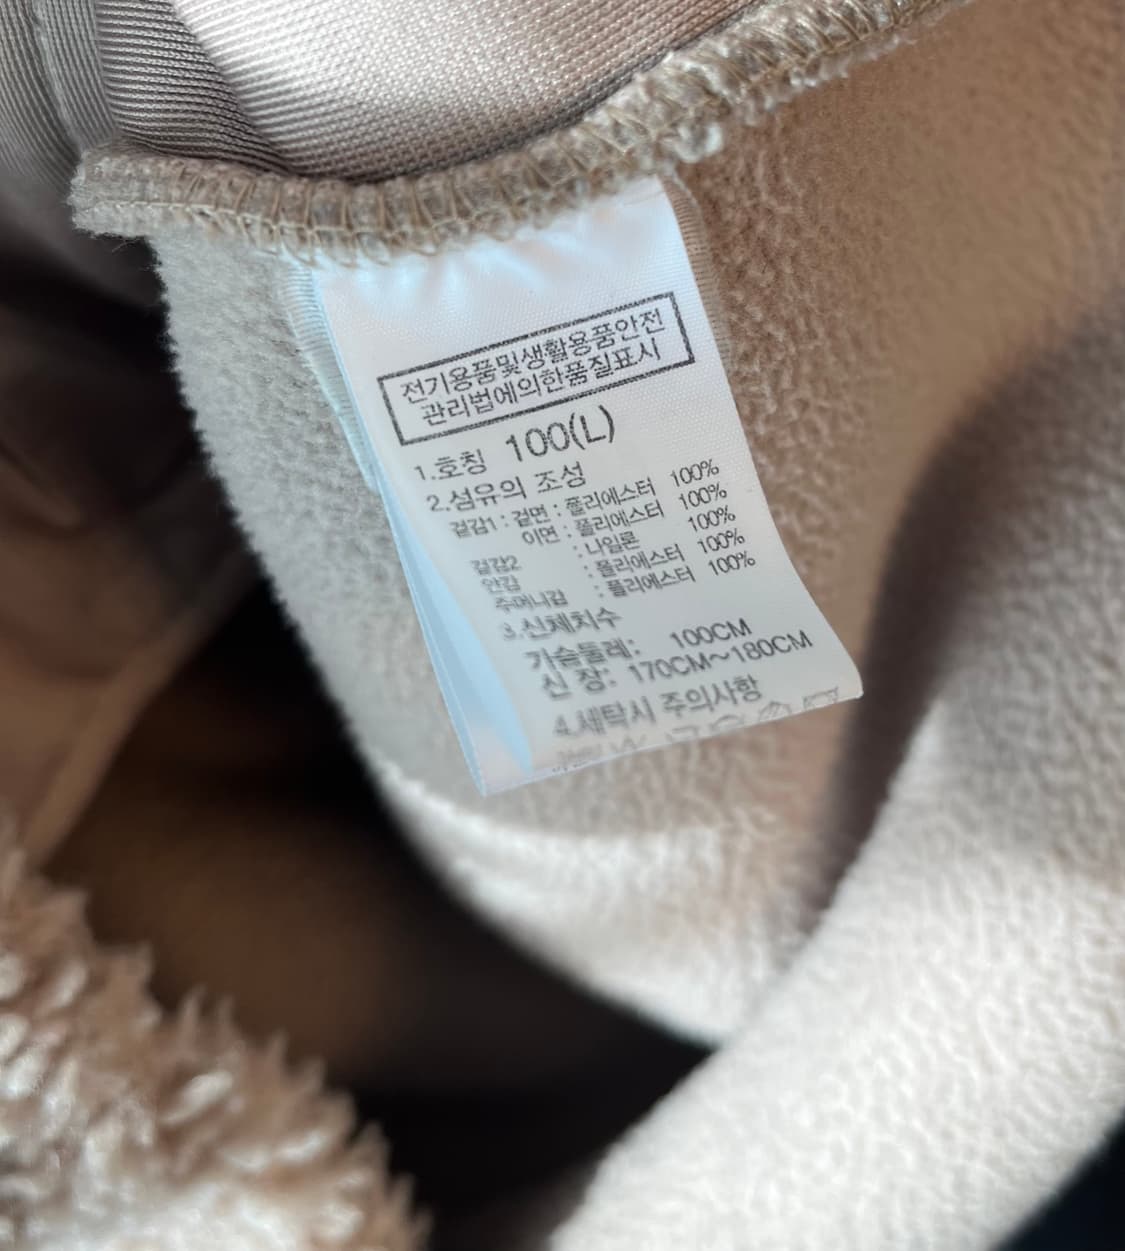 전기용품및생활용품안전
관리법에의한품질표시
1.호칭 100(L)
2.섬유의 조성
겉감1 : 겉면 : 폴리에스터 100%
이면 : 폴리에스터 100%
겉감2 : 나일론 100%
안감 : 폴리에스터 100%
주머니감 : 폴리에스터 100%
3.신체치수
가슴둘레: 100CM
신 장: 170CM~180CM
4.세탁시 주의사항